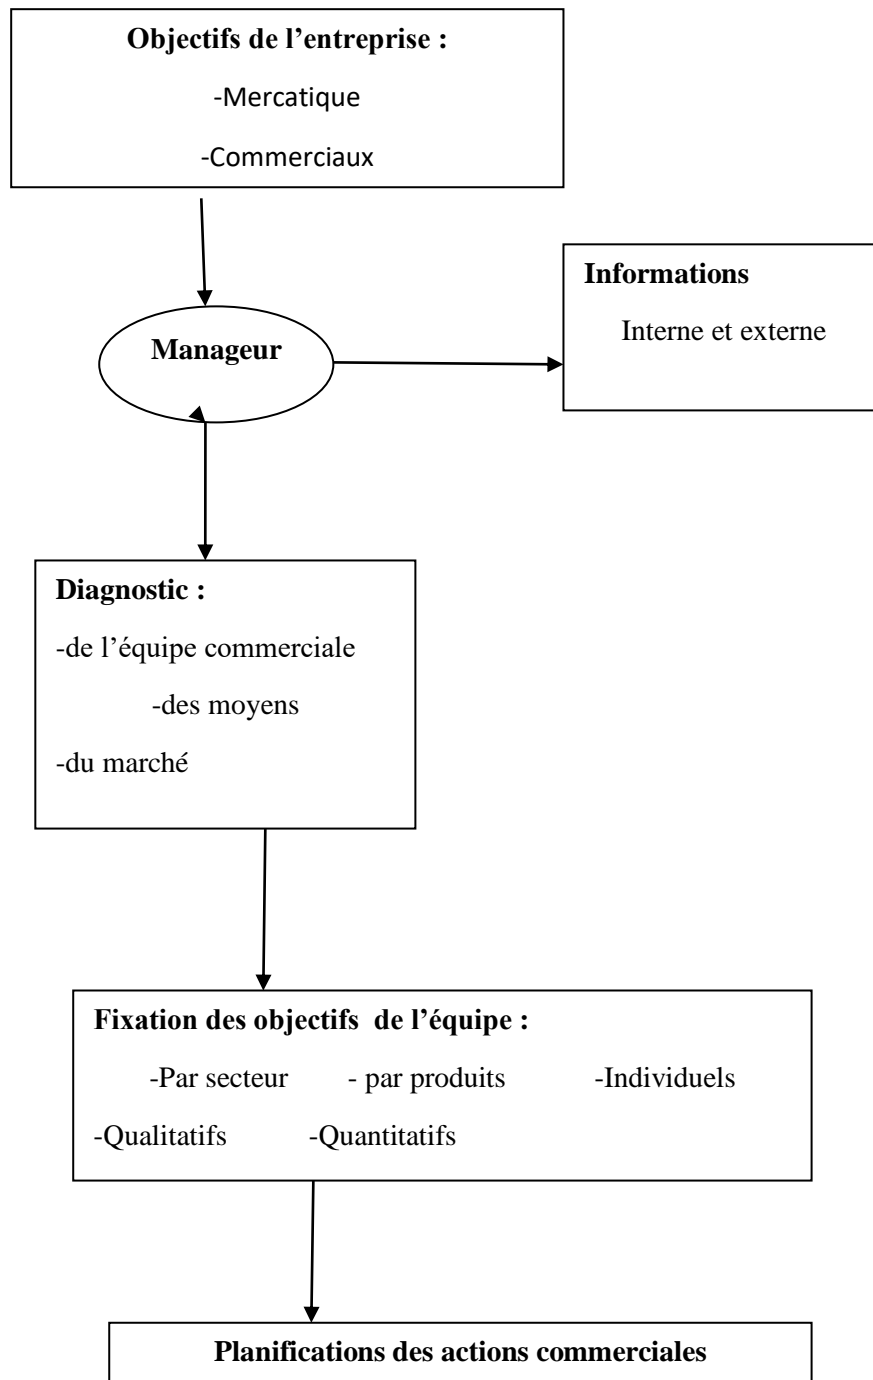 Objectifs de l’entreprise :
-Mercatique
-Commerciaux
Informations
Interne et externe
Manageur
Diagnostic :
-de l’équipe commerciale
-des moyens
-du marché
Fixation des objectifs  de l’équipe :
-Par secteur - par produits -Individuels
-Qualitatifs -Quantitatifs
Planifications des actions commerciales